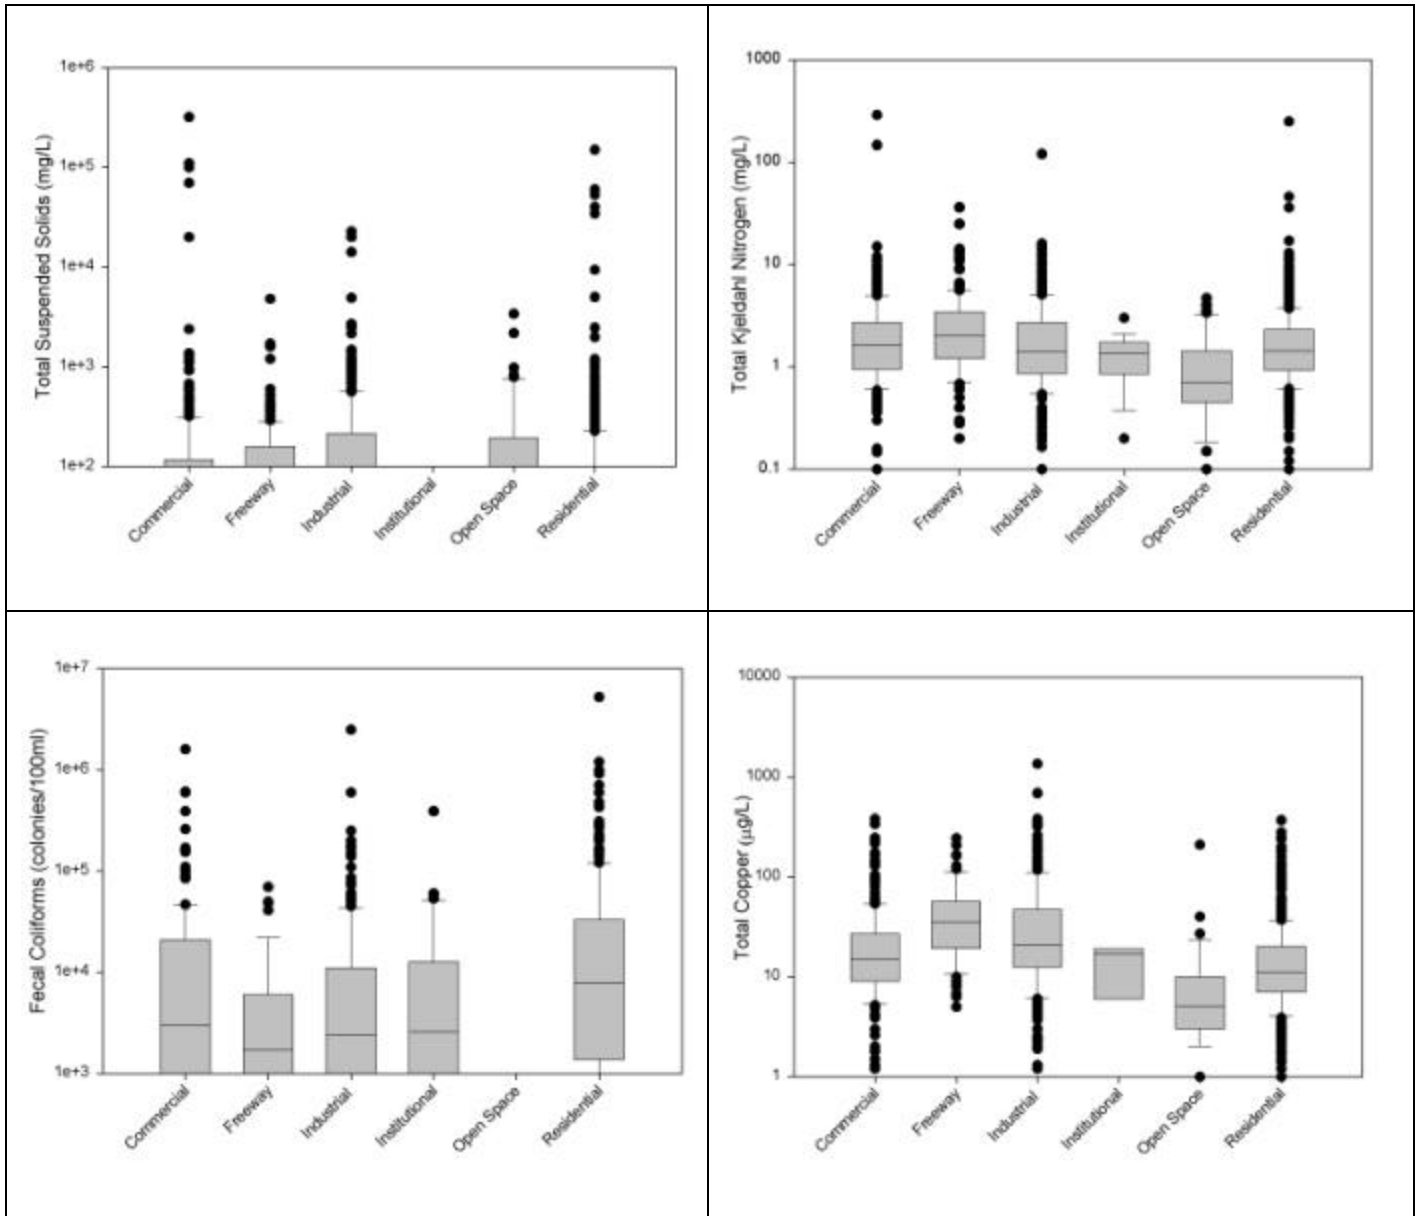 1e+6
1e+5
1e+4
1e+3
1e+2
Total Suspended Solids (mg/L)
Commercial
Freeway
Industrial
Institutional
Open Space
Residential
1000
100
10
1
0.1
Total Kjeldahl Nitrogen (mg/L)
Commercial
Freeway
Industrial
Institutional
Open Space
Residential
1e+7
1e+6
1e+5
1e+4
1e+3
Fecal Coliforms (colonies/100ml)
Commercial
Freeway
Industrial
Institutional
Open Space
Residential
10000
1000
100
10
1
Total Copper (µg/L)
Commercial
Freeway
Industrial
Institutional
Open Space
Residential